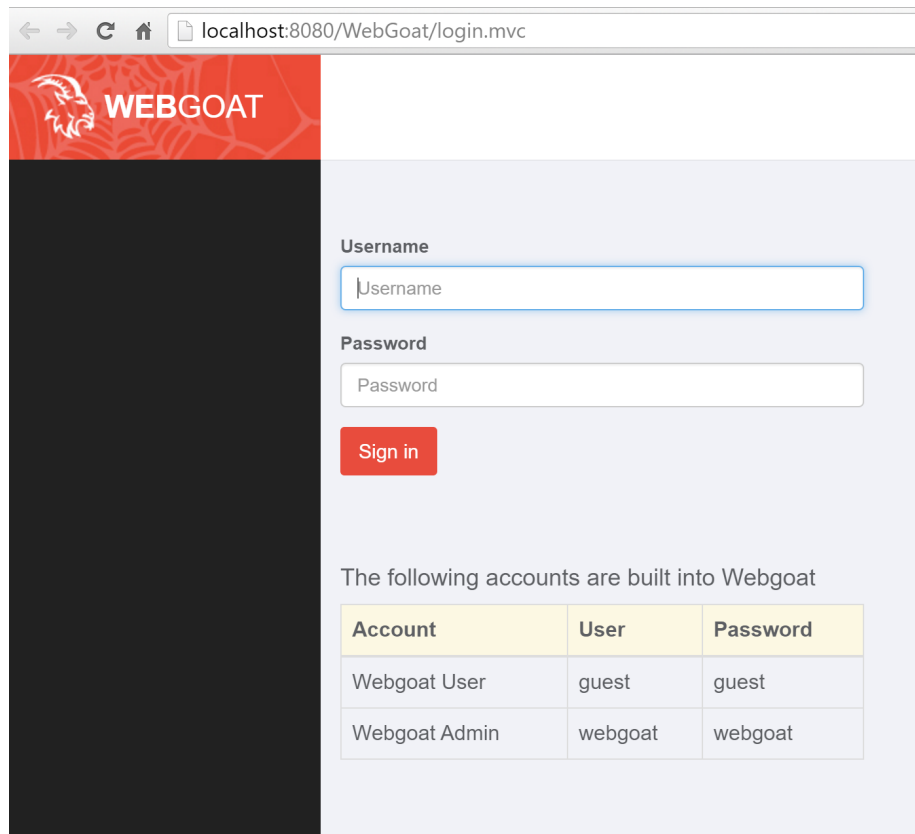 localhost:8080/WebGoat/login.mvc
WEBGOAT
Username
Username
Password
Password
Sign in
The following accounts are built into Webgoat
Account User Password
Webgoat User guest guest
Webgoat Admin webgoat webgoat